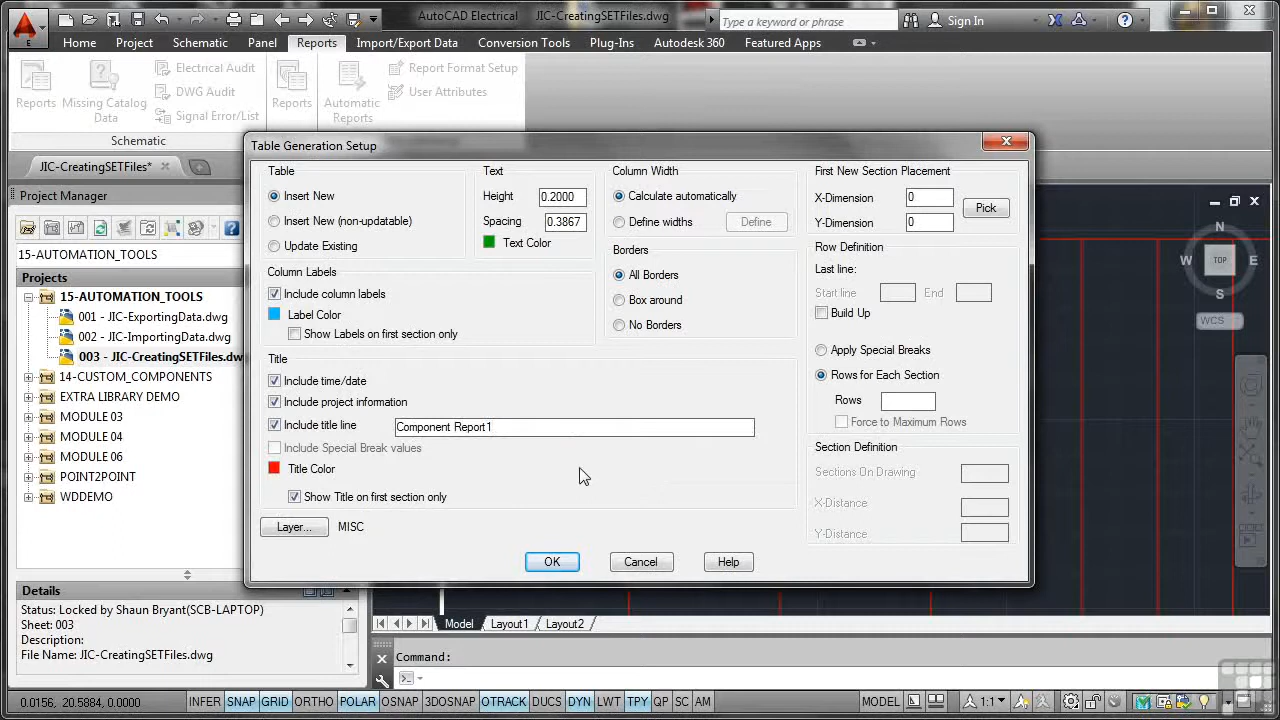 AutoCAD Electrical JIC-CreatingSETFiles.dwg
Type a keyword or phrase
Sign In
E
Home Project Schematic Panel Reports Import/Export Data Conversion Tools Plug-Ins Autodesk 360 Featured Apps
Reports
Missing Catalog Data
Electrical Audit
DWG Audit
Signal Error/List
Reports
Automatic Reports
Report Format Setup
User Attributes
Schematic
JIC-CreatingSETFiles*
Project Manager
15-AUTOMATION_TOOLS
Projects
15-AUTOMATION_TOOLS
001 - JIC-ExportingData.dwg
002 - JIC-ImportingData.dwg
003 - JIC-CreatingSETFiles.dw
14-CUSTOM_COMPONENTS
EXTRA LIBRARY DEMO
MODULE 03
MODULE 04
MODULE 06
POINT2POINT
WDDEMO
Details
Status: Locked by Shaun Bryant(SCB-LAPTOP)
Sheet: 003
Description:
File Name: JIC-CreatingSETFiles.dwg
Table Generation Setup
Table
Insert New
Insert New (non-updatable)
Update Existing
Text
Height 0.2000
Spacing 0.3867
Text Color
Column Width
Calculate automatically
Define widths Define
Borders
All Borders
Box around
No Borders
Column Labels
Include column labels
Label Color
Show Labels on first section only
Title
Include time/date
Include project information
Include title line Component Report1
Include Special Break values
Title Color
Show Title on first section only
Layer... MISC
First New Section Placement
X-Dimension 0
Y-Dimension 0
Pick
Row Definition
Last line:
Start line End
Build Up
Apply Special Breaks
Rows for Each Section
Rows
Force to Maximum Rows
Section Definition
Sections On Drawing
X-Distance
Y-Distance
OK Cancel Help
N
W TOP E
S
WCS
Model Layout1 Layout2
Command:
0.0156, 20.5884, 0.0000 INFER SNAP GRID ORTHO POLAR OSNAP 3DOSNAP OTRACK DUCS DYN LWT TPY QP SC AM MODEL 1:1